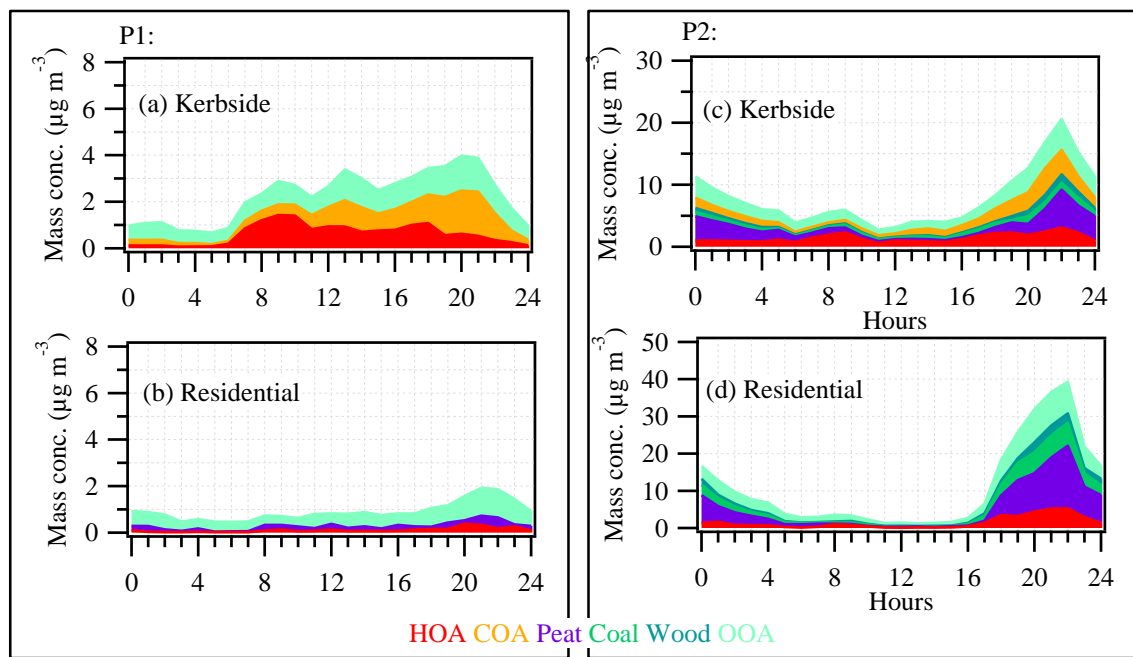 P1:
Mass conc. (µg m⁻³)
8
6
4
2
0
(a) Kerbside
0 4 8 12 16 20 24
Mass conc. (µg m⁻³)
8
6
4
2
0
(b) Residential
0 4 8 12 16 20 24
P2:
Mass conc. (µg m⁻³)
30
20
10
0
(c) Kerbside
0 4 8 12 16 20 24
Hours
Mass conc. (µg m⁻³)
50
40
30
20
10
0
(d) Residential
0 4 8 12 16 20 24
Hours
HOA COA Peat Coal Wood OOA